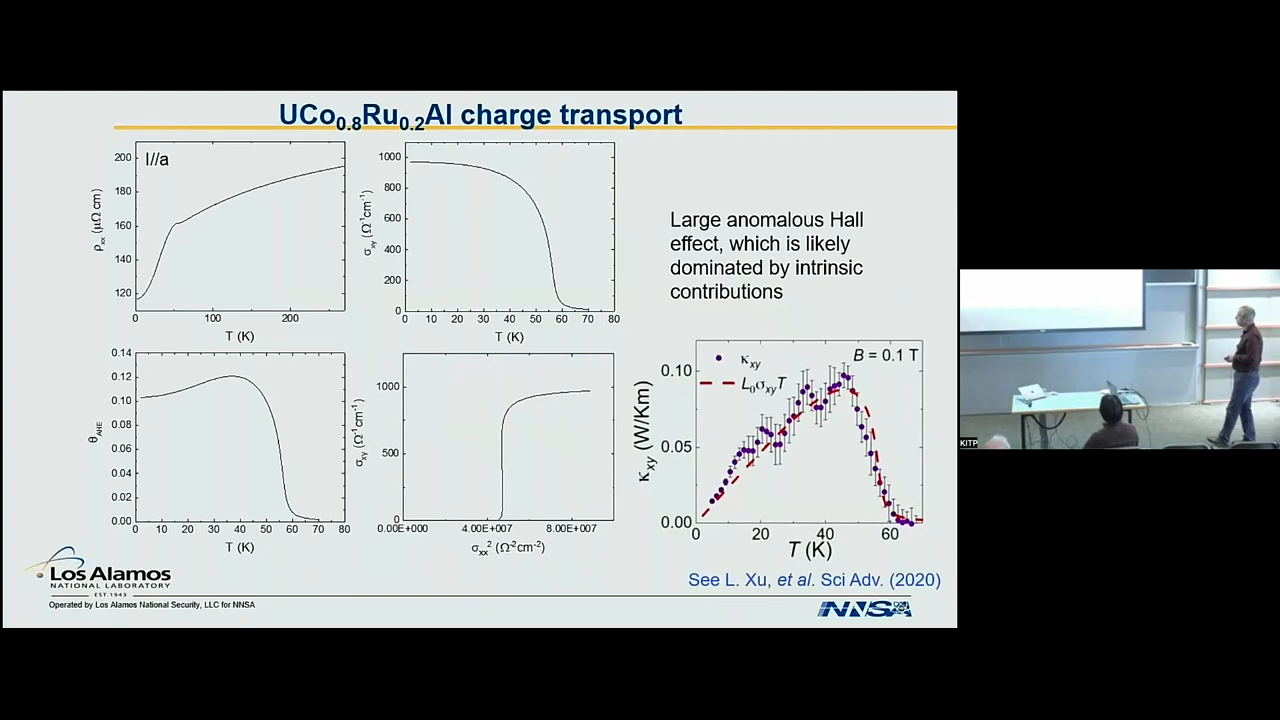 UCo0.8Ru0.2Al charge transport
I//a
200
180
160
140
120
ρxx (μΩ cm)
0
100
200
T (K)
1000
800
600
400
200
0
σxy (Ω-1cm-1)
0
10
20
30
40
50
60
70
80
T (K)
Large anomalous Hall
effect, which is likely
dominated by intrinsic
contributions
0.14
0.12
0.10
0.08
0.06
0.04
0.02
0.00
θAHE
0
10
20
30
40
50
60
70
80
T (K)
1000
500
0
σxy (Ω-1cm-1)
0.00E+000
4.00E+007
8.00E+007
σxx2 (Ω-2cm-2)
κxy
L0σxyT
B = 0.1 T
0.10
0.05
0.00
κxy (W/Km)
0
20
40
60
T (K)
See L. Xu, et al. Sci Adv. (2020)
Los Alamos
NATIONAL LABORATORY
EST. 1943
Operated by Los Alamos National Security, LLC for NNSA
NNSA
KITP